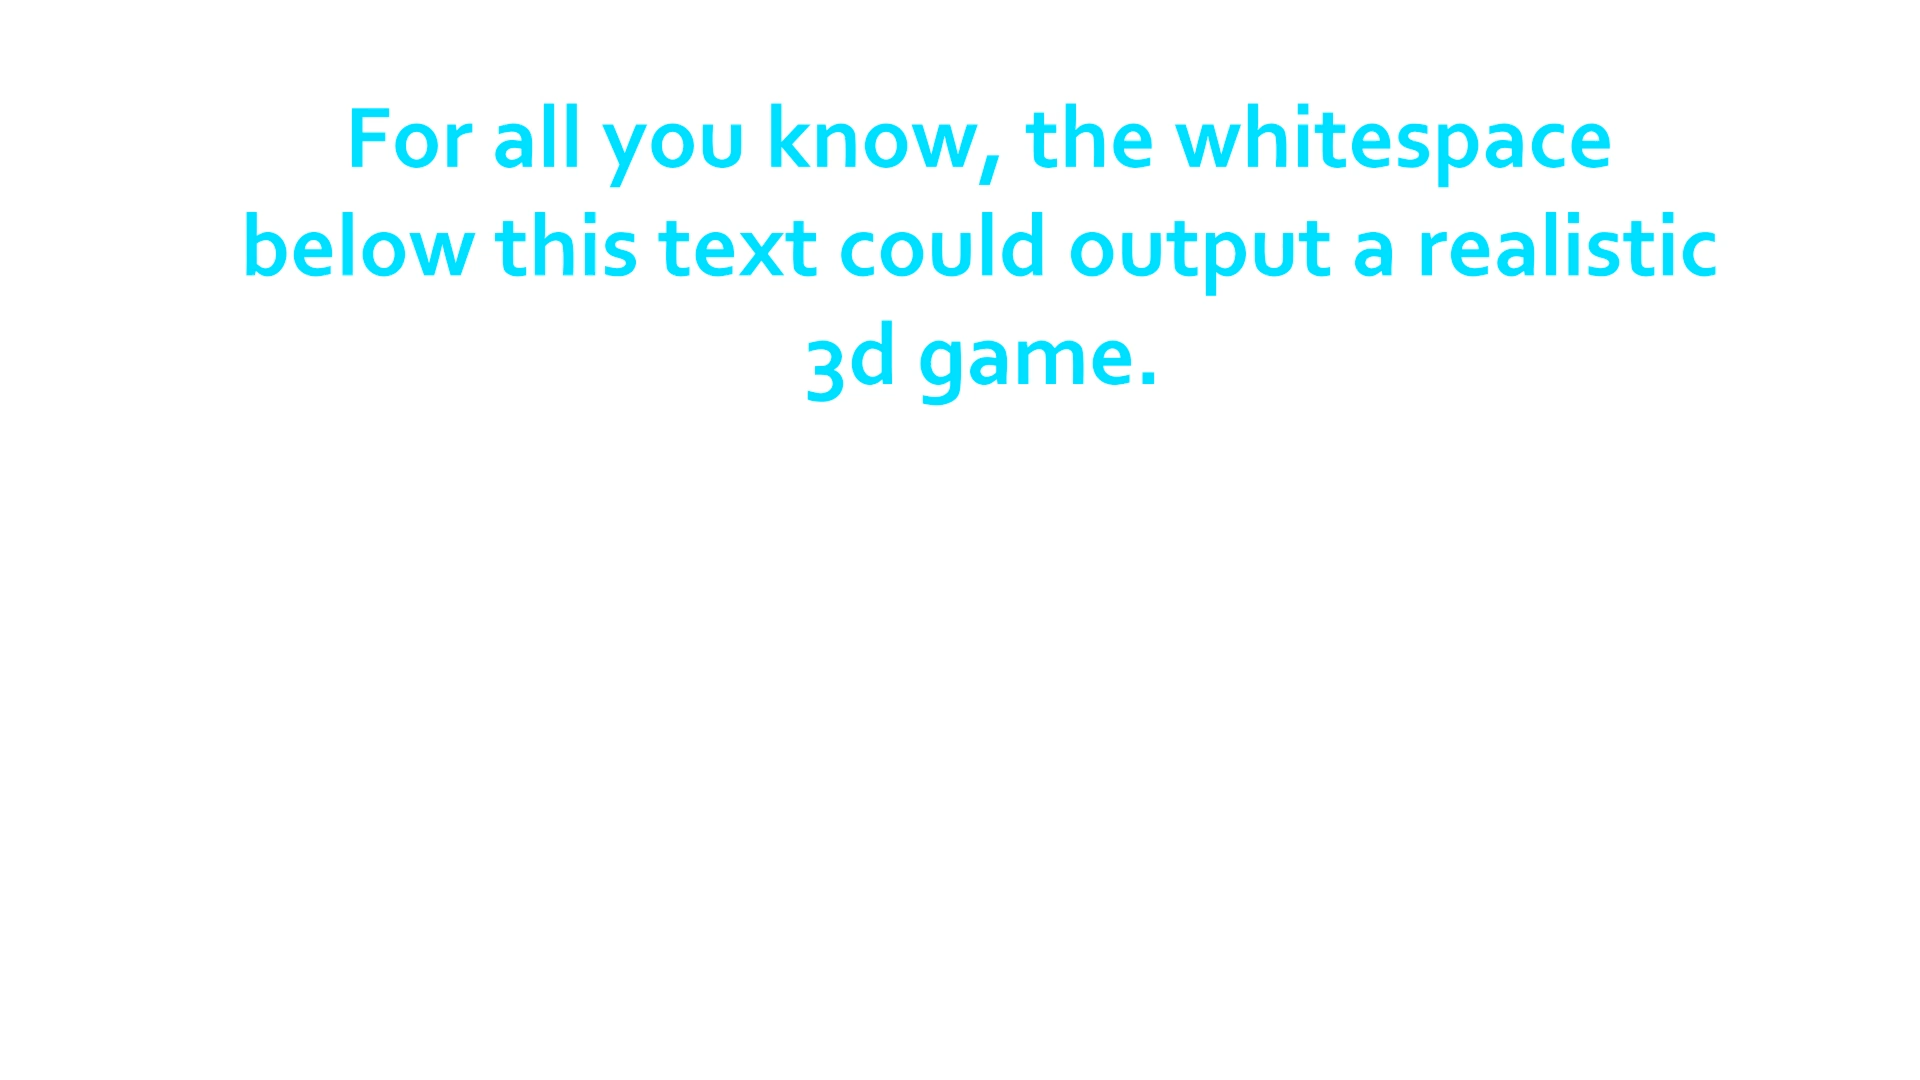 For all you know, the whitespace
below this text could output a realistic
3d game.